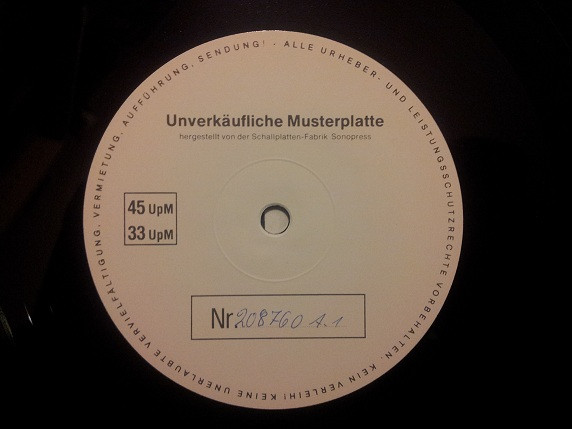 Unverkäufliche Musterplatte
hergestellt von der Schallplatten-Fabrik Sonopress
45 UpM
33 UpM
Nr 208760 A-1
ALLE URHEBER- UND LEISTUNGSSCHUTZRECHTE VORBEHALTEN. KEIN VERLEIH! KEINE UNERLAUBTE VERVIELFÄLTIGUNG, VERMIETUNG, AUFFÜHRUNG, SENDUNG! -